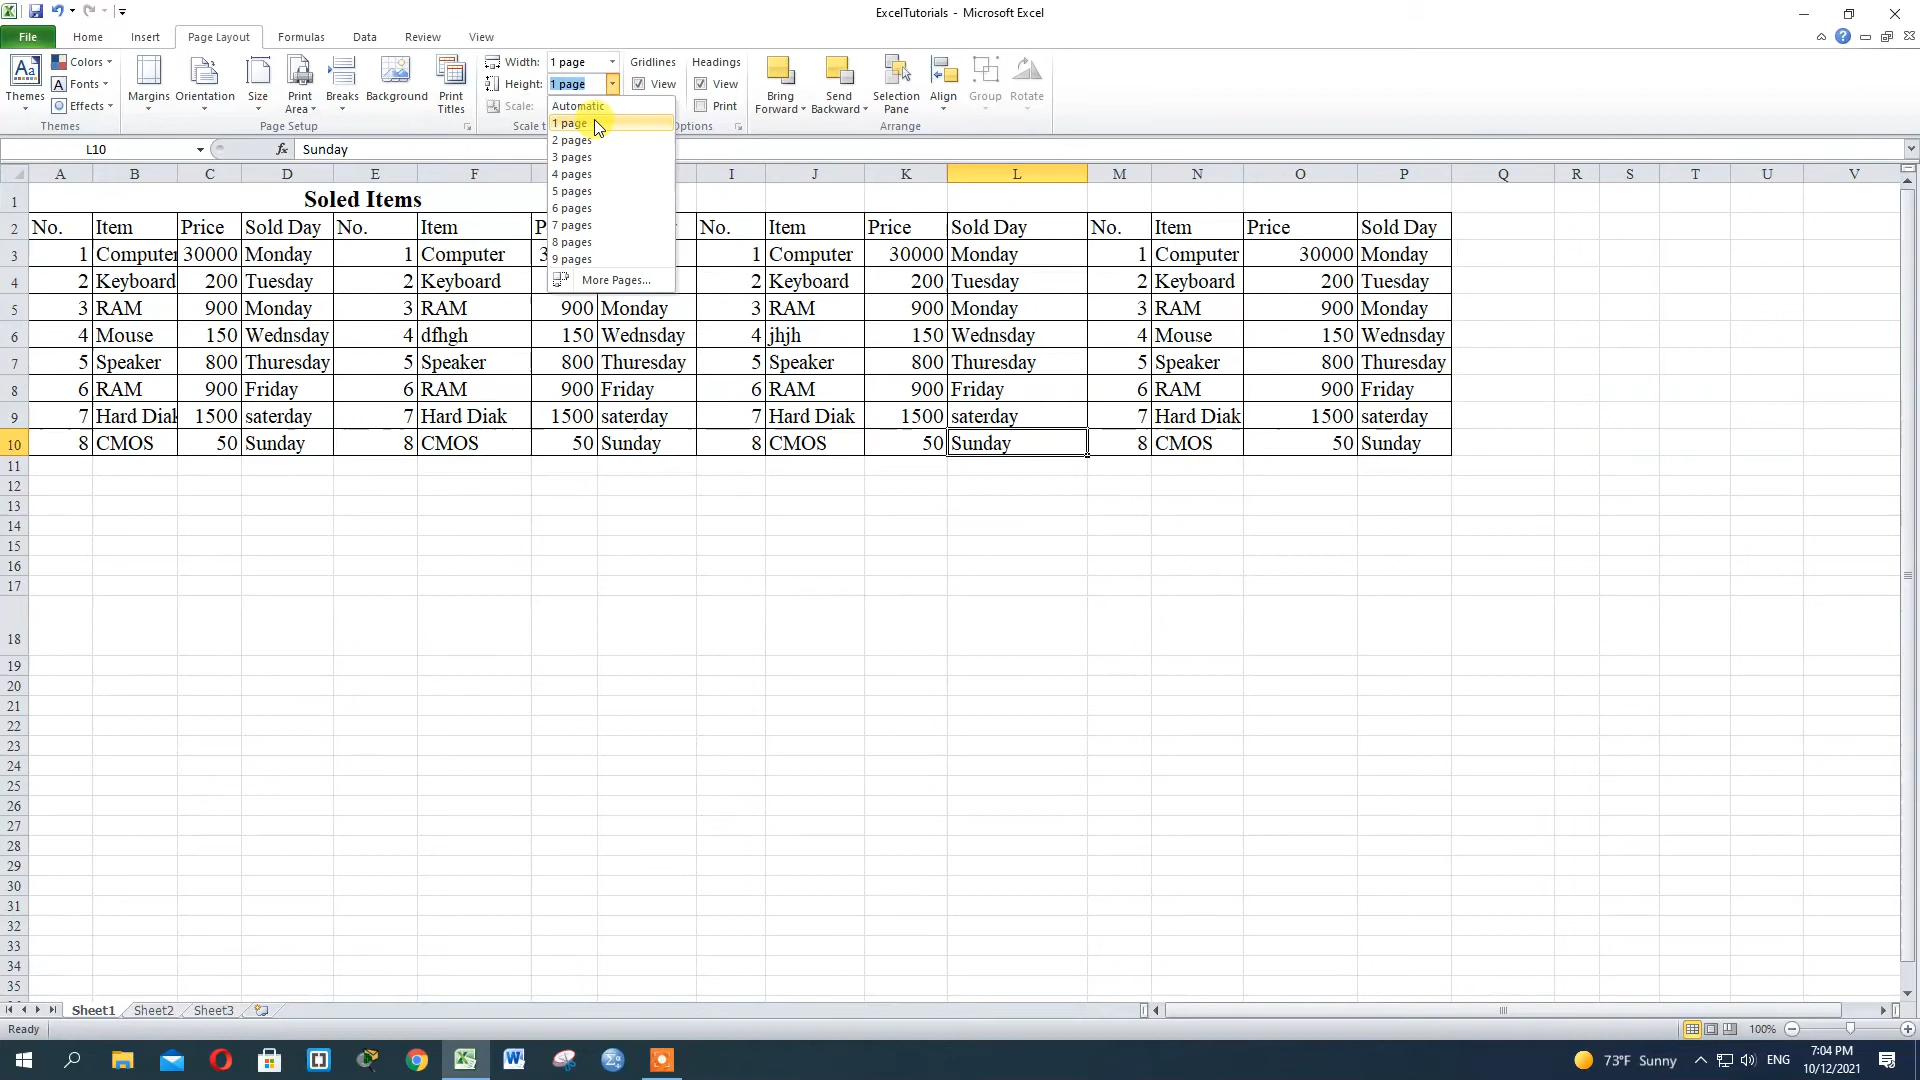 ExcelTutorials - Microsoft Excel
File Home Insert Page Layout Formulas Data Review View
Themes Colors Fonts Effects Themes
Margins Orientation Size Print Area Breaks Background Print Titles Page Setup
Width: 1 page
Height: 1 page
Scale:
Scale t
Gridlines View
Headings View Print
ptions
Bring Forward Send Backward Selection Pane Align Group Rotate Arrange
Automatic
1 page
2 pages
3 pages
4 pages
5 pages
6 pages
7 pages
8 pages
9 pages
More Pages...
L10 fx Sunday
A B C D E F I J K L M N O P Q R S T U V
1 Soled Items
2 No. Item Price Sold Day No. Item P No. Item Price Sold Day No. Item Price Sold Day
3 1 Computer 30000 Monday 1 Computer 3 1 Computer 30000 Monday 1 Computer 30000 Monday
4 2 Keyboard 200 Tuesday 2 Keyboard 2 Keyboard 200 Tuesday 2 Keyboard 200 Tuesday
5 3 RAM 900 Monday 3 RAM 900 Monday 3 RAM 900 Monday 3 RAM 900 Monday
6 4 Mouse 150 Wednsday 4 dfhgh 150 Wednsday 4 jhjh 150 Wednsday 4 Mouse 150 Wednsday
7 5 Speaker 800 Thuresday 5 Speaker 800 Thuresday 5 Speaker 800 Thuresday 5 Speaker 800 Thuresday
8 6 RAM 900 Friday 6 RAM 900 Friday 6 RAM 900 Friday 6 RAM 900 Friday
9 7 Hard Diak 1500 saterday 7 Hard Diak 1500 saterday 7 Hard Diak 1500 saterday 7 Hard Diak 1500 saterday
10 8 CMOS 50 Sunday 8 CMOS 50 Sunday 8 CMOS 50 Sunday 8 CMOS 50 Sunday
11
12
13
14
15
16
17
18
19
20
21
22
23
24
25
26
27
28
29
30
31
32
33
34
35
Sheet1 Sheet2 Sheet3
Ready 100%
73°F Sunny ENG 7:04 PM
10/12/2021